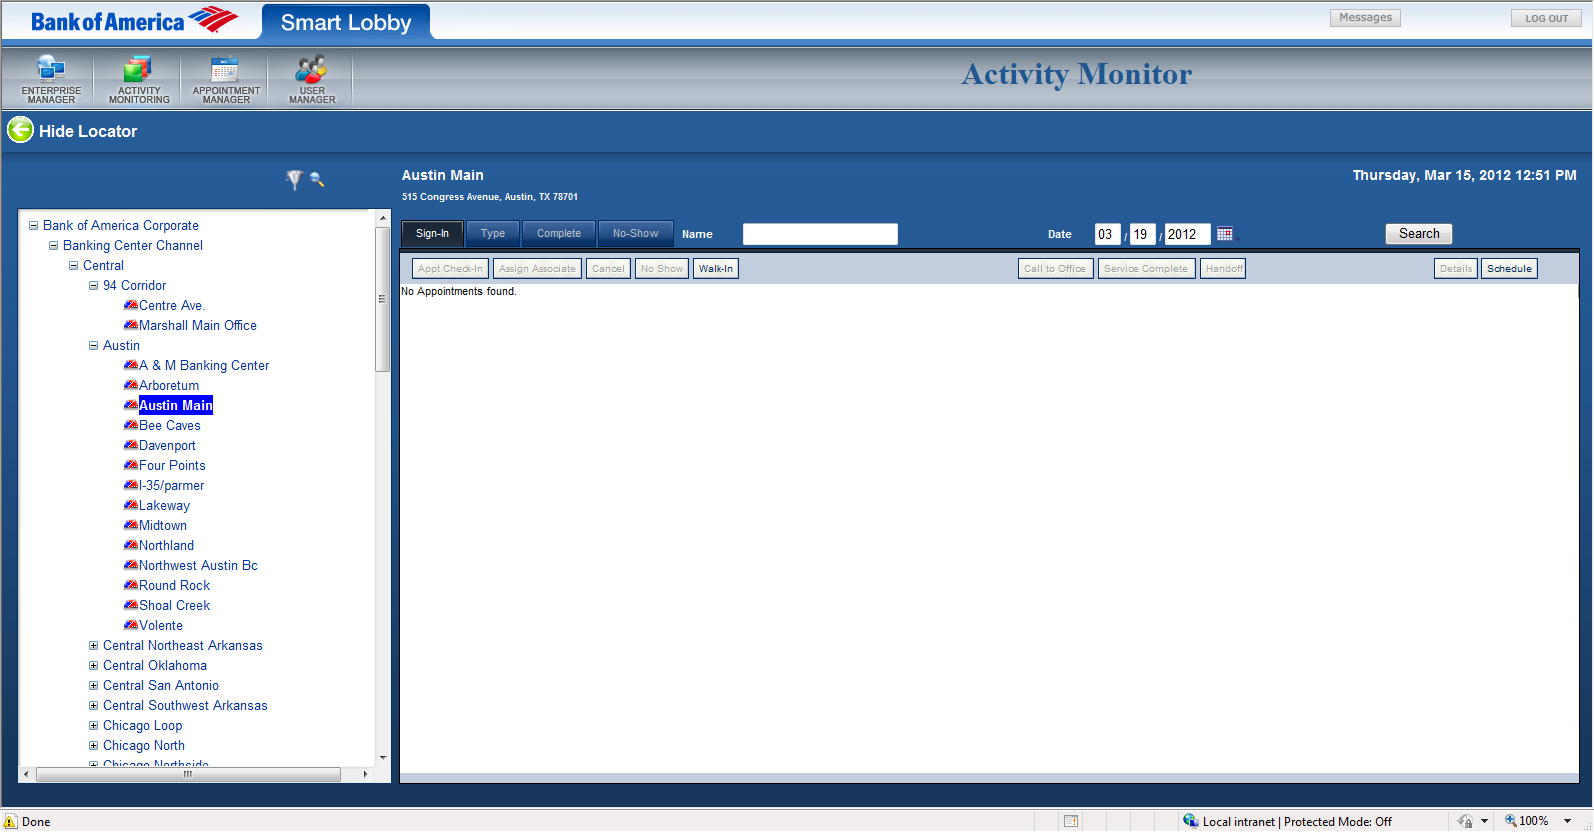 Bank of America
Smart Lobby
Messages
LOG OUT
ENTERPRISE
MANAGER
ACTIVITY
MONITORING
APPOINTMENT
MANAGER
USER
MANAGER
Activity Monitor
Hide Locator
Austin Main
Thursday, Mar 15, 2012 12:51 PM
515 Congress Avenue, Austin, TX 78701
Sign-In Type Complete No-Show Name Date 03 / 19 / 2012 Search
Appt Check-In Assign Associate Cancel No Show Walk-In Call to Office Service Complete Handoff Details Schedule
No Appointments found.
Bank of America Corporate
Banking Center Channel
Central
94 Corridor
Centre Ave.
Marshall Main Office
Austin
A & M Banking Center
Arboretum
Austin Main
Bee Caves
Davenport
Four Points
I-35/parmer
Lakeway
Midtown
Northland
Northwest Austin Bc
Round Rock
Shoal Creek
Volente
Central Northeast Arkansas
Central Oklahoma
Central San Antonio
Central Southwest Arkansas
Chicago Loop
Chicago North
Chicago Northside
Done
Local intranet | Protected Mode: Off
100%